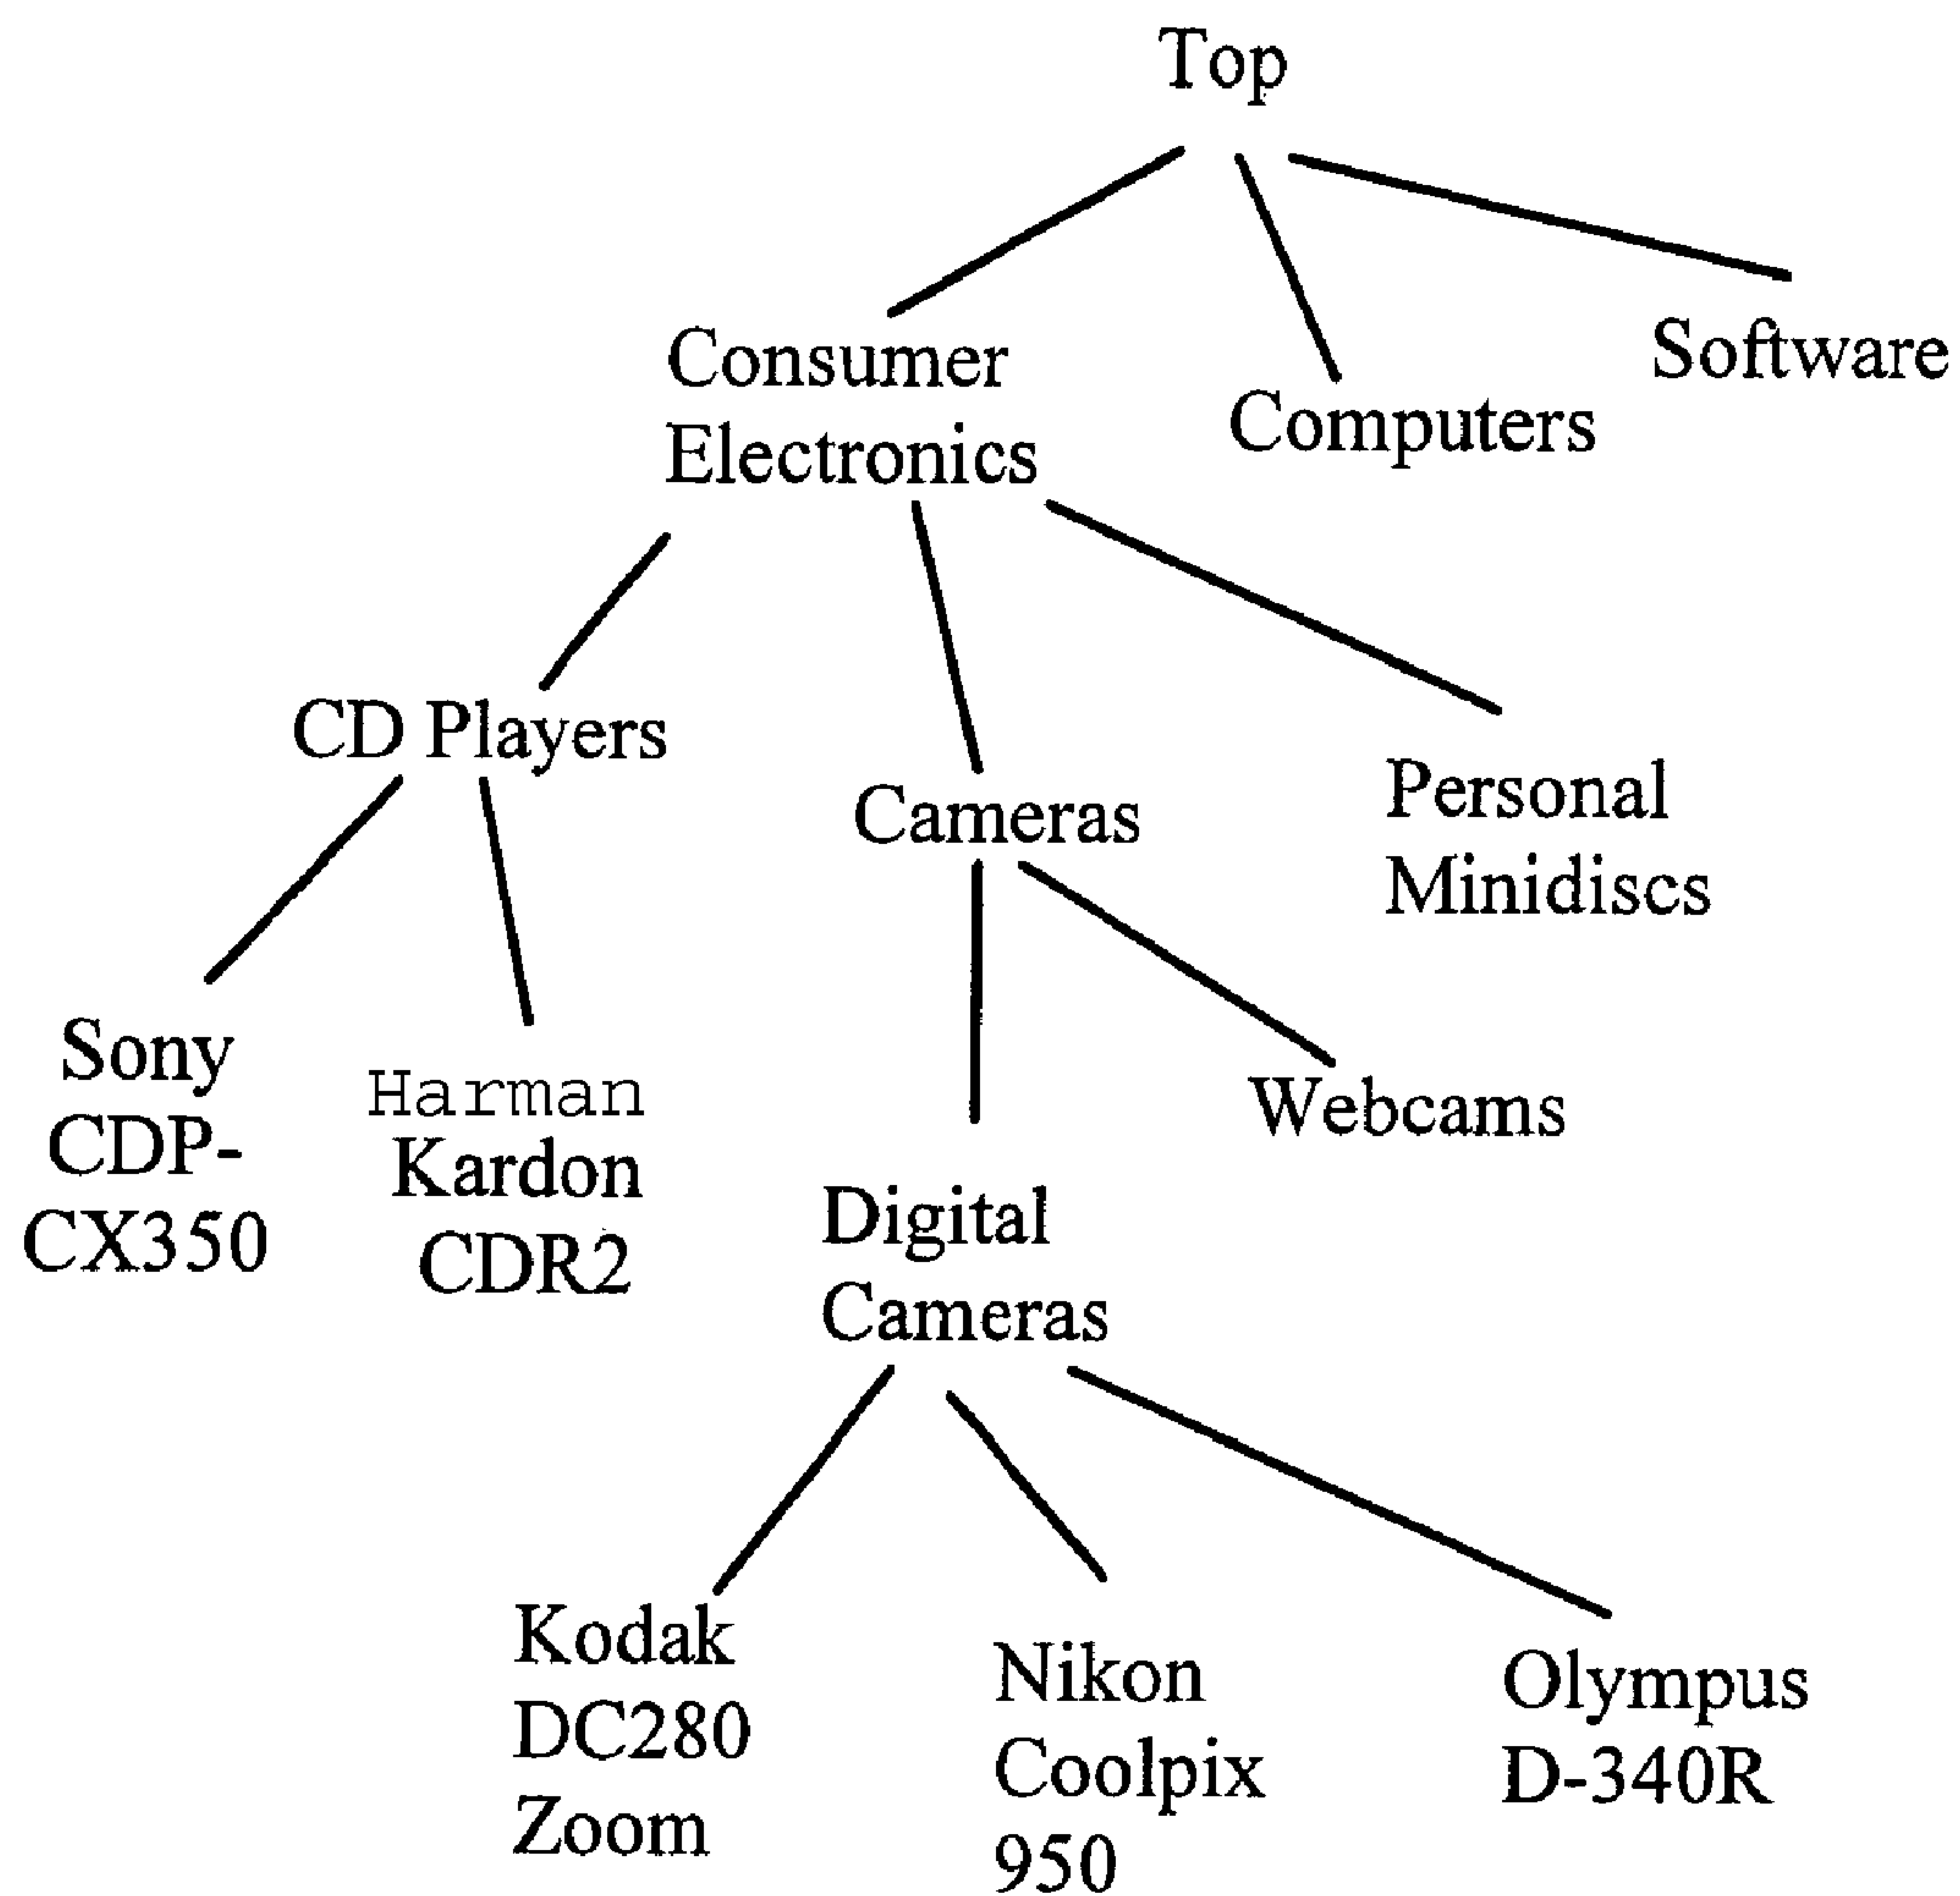 Top
Consumer
Electronics
Computers
Software
CD Players
Cameras
Personal
Minidiscs
Sony
CDP-
CX350
Harman
Kardon
CDR2
Digital
Cameras
Webcams
Kodak
DC280
Zoom
Nikon
Coolpix
950
Olympus
D-340R